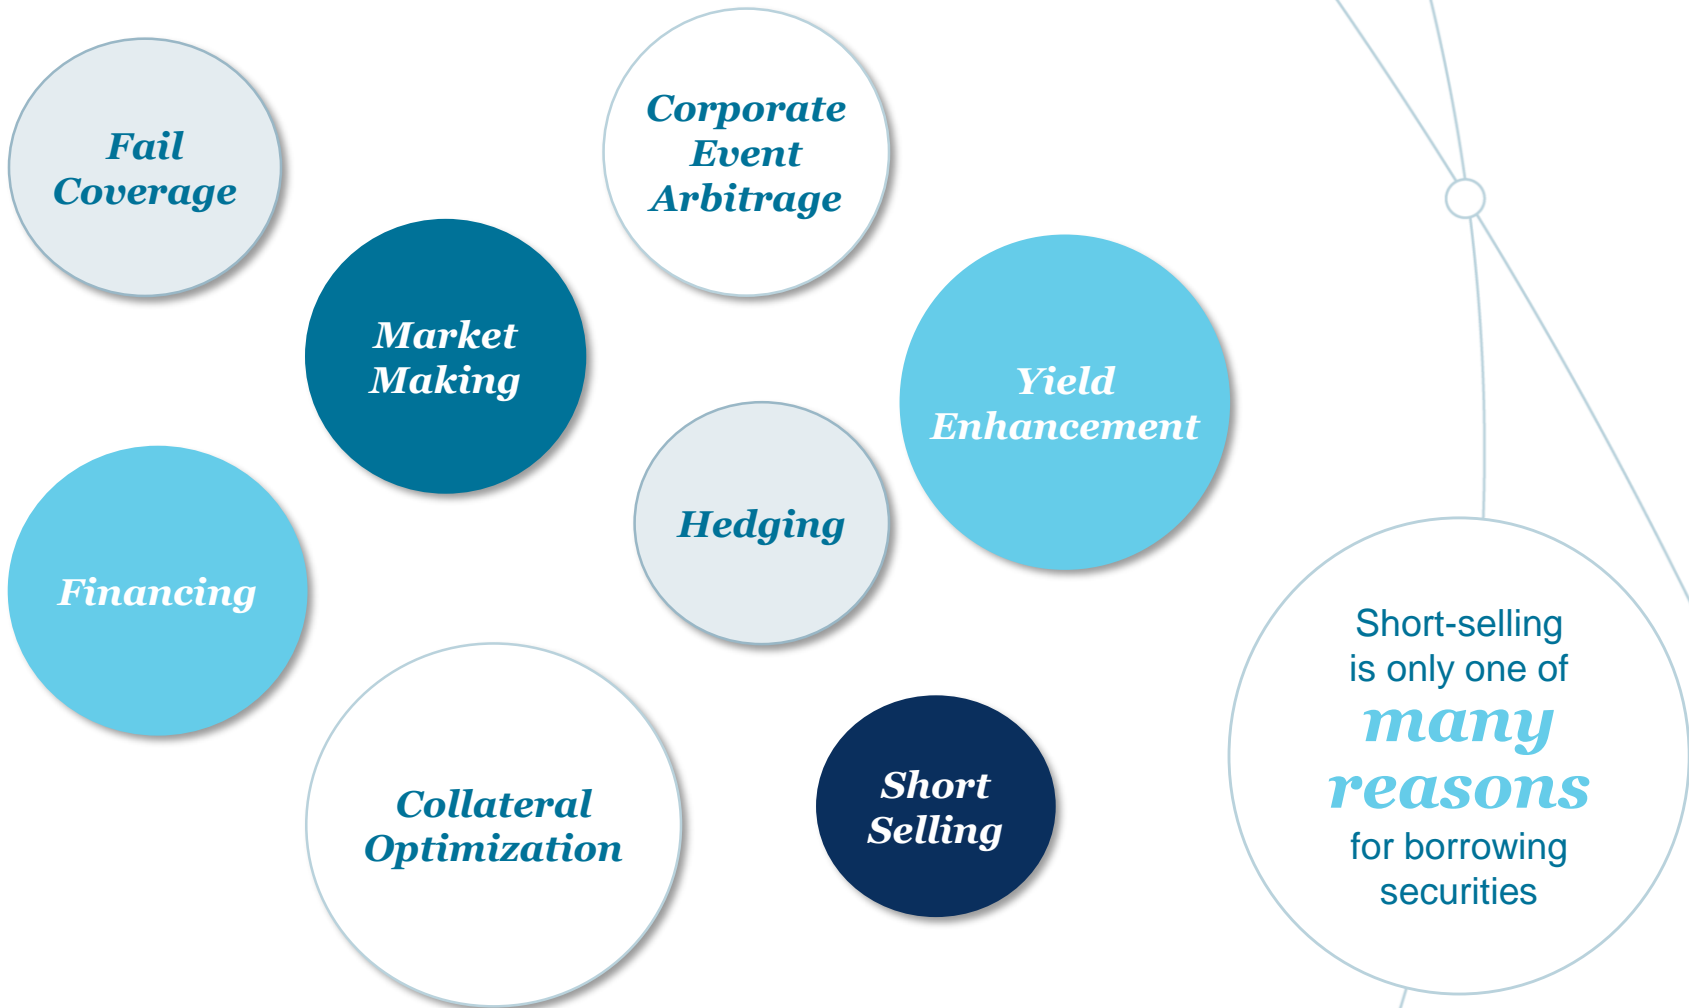 Fail
Coverage
Corporate
Event
Arbitrage
Market
Making
Yield
Enhancement
Hedging
Financing
Collateral
Optimization
Short
Selling
Short-selling
is only one of
many
reasons
for borrowing
securities